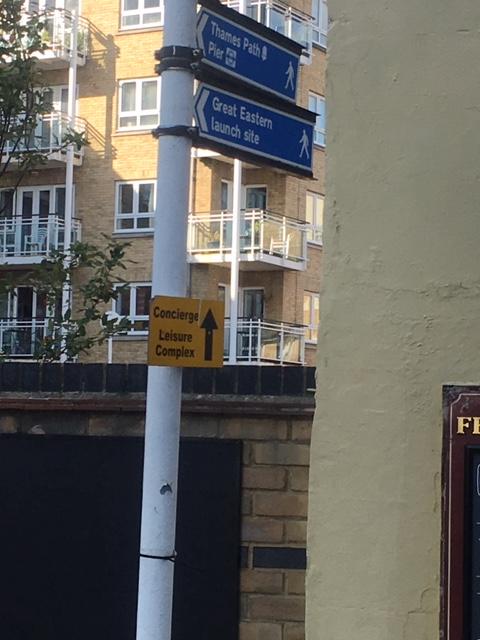 Thames Path
Pier
Great Eastern
launch site
Concierge
Leisure
Complex